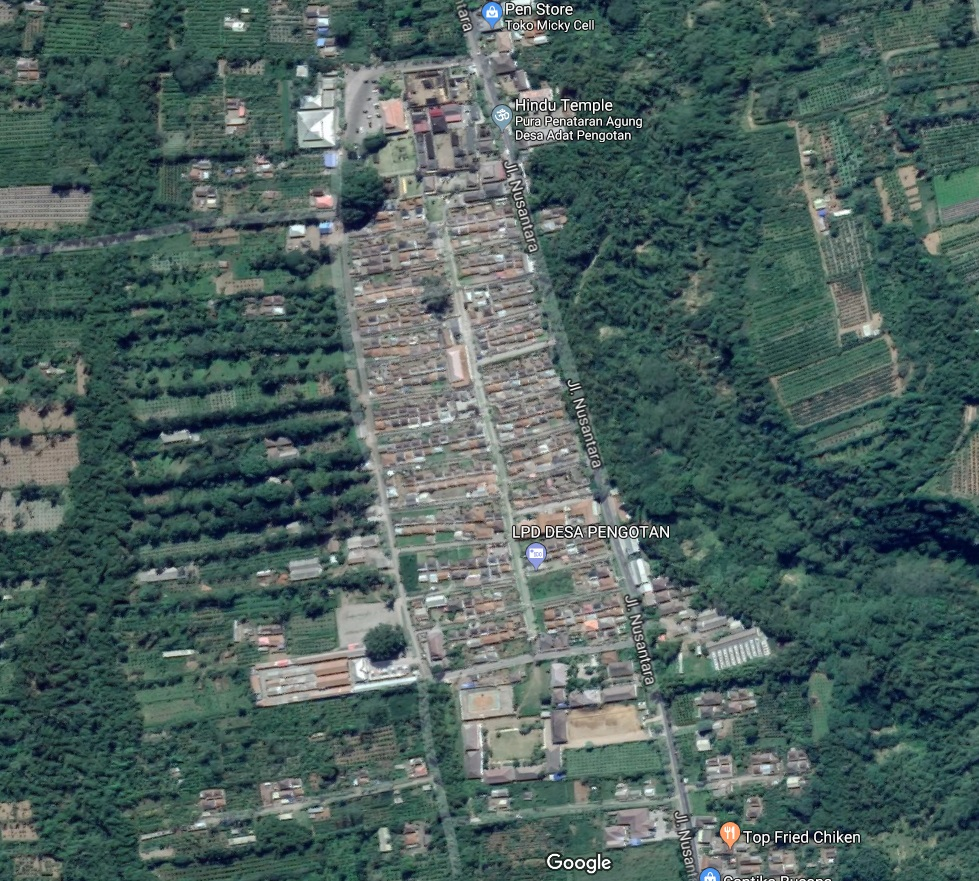 Pen Store
Toko Micky Cell
Hindu Temple
Pura Penataran Agung
Desa Adat Pengotan
Jl. Nusantara
Jl. Nusantara
LPD DESA PENGOTAN
Jl. Nusantara
Top Fried Chiken
Google